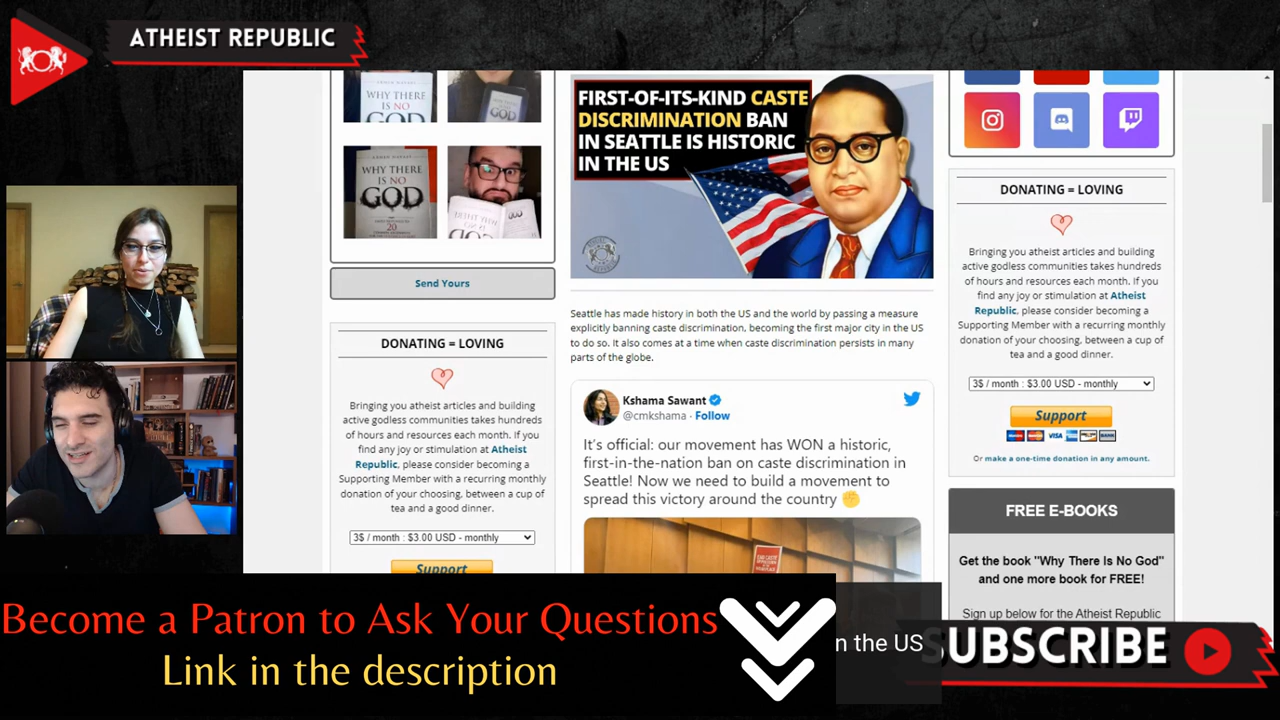 ATHEIST REPUBLIC
WHY THERE
IS NO
GOD
WHY THERE
IS NO
GOD
20
Send Yours
DONATING = LOVING
Bringing you atheist articles and building
active godless communities takes hundreds
of hours and resources each month. If you
find any joy or stimulation at Atheist
Republic, please consider becoming a
Supporting Member with a recurring monthly
donation of your choosing, between a cup of
tea and a good dinner.
3$ / month : $3.00 USD - monthly
Support
FIRST-OF-ITS-KIND CASTE
DISCRIMINATION BAN
IN SEATTLE IS HISTORIC
IN THE US
Seattle has made history in both the US and the world by passing a measure
explicitly banning caste discrimination, becoming the first major city in the US
to do so. It also comes at a time when caste discrimination persists in many
parts of the globe.
Kshama Sawant
@cmkshama · Follow
It's official: our movement has WON a historic,
first-in-the-nation ban on caste discrimination in
Seattle! Now we need to build a movement to
spread this victory around the country ✊
DONATING = LOVING
Bringing you atheist articles and building
active godless communities takes hundreds
of hours and resources each month. If you
find any joy or stimulation at Atheist
Republic, please consider becoming a
Supporting Member with a recurring monthly
donation of your choosing, between a cup of
tea and a good dinner.
3$ / month : $3.00 USD - monthly
Support
VISA
Or make a one-time donation in any amount.
FREE E-BOOKS
Get the book "Why There is No God"
and one more book for FREE!
Sign up below for the Atheist Republic
Become a Patron to Ask Your Questions
Link in the description
n the US
SUBSCRIBE